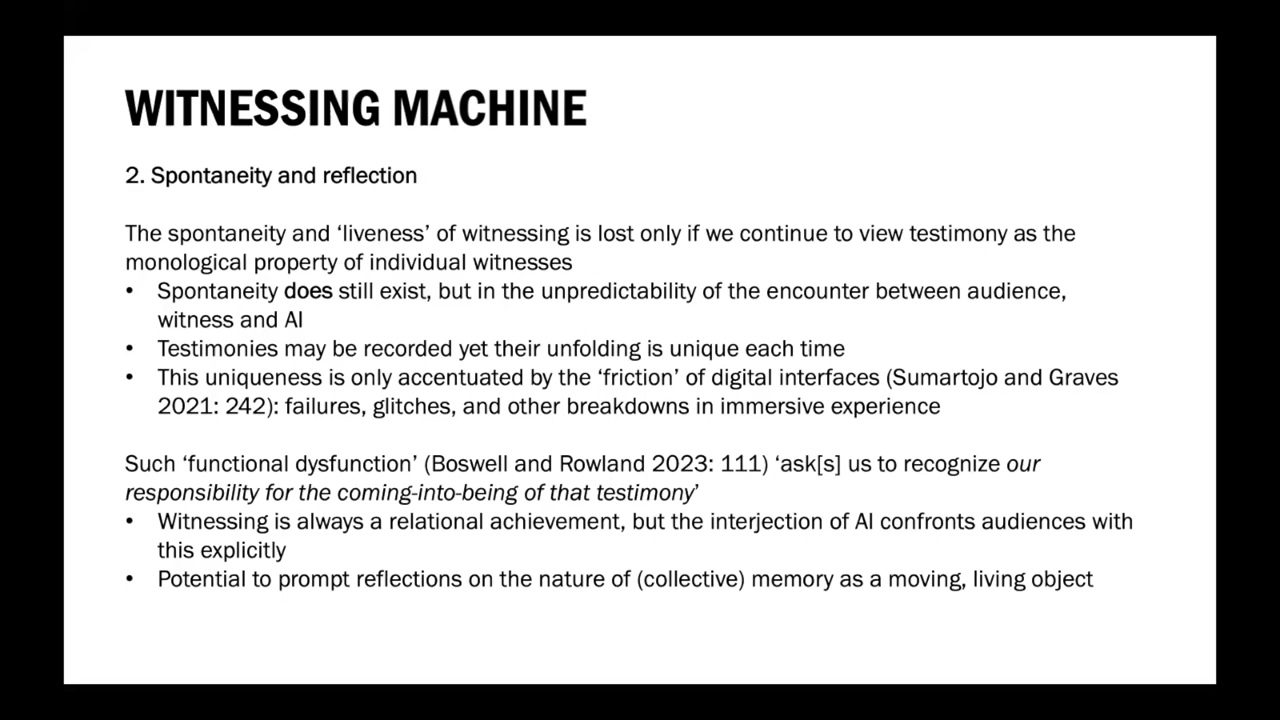 WITNESSING MACHINE
2. Spontaneity and reflection
The spontaneity and ‘liveness’ of witnessing is lost only if we continue to view testimony as the
monological property of individual witnesses
• Spontaneity does still exist, but in the unpredictability of the encounter between audience,
witness and AI
• Testimonies may be recorded yet their unfolding is unique each time
• This uniqueness is only accentuated by the ‘friction’ of digital interfaces (Sumartojo and Graves
2021: 242): failures, glitches, and other breakdowns in immersive experience
Such ‘functional dysfunction’ (Boswell and Rowland 2023: 111) ‘ask[s] us to recognize our
responsibility for the coming-into-being of that testimony’
• Witnessing is always a relational achievement, but the interjection of AI confronts audiences with
this explicitly
• Potential to prompt reflections on the nature of (collective) memory as a moving, living object